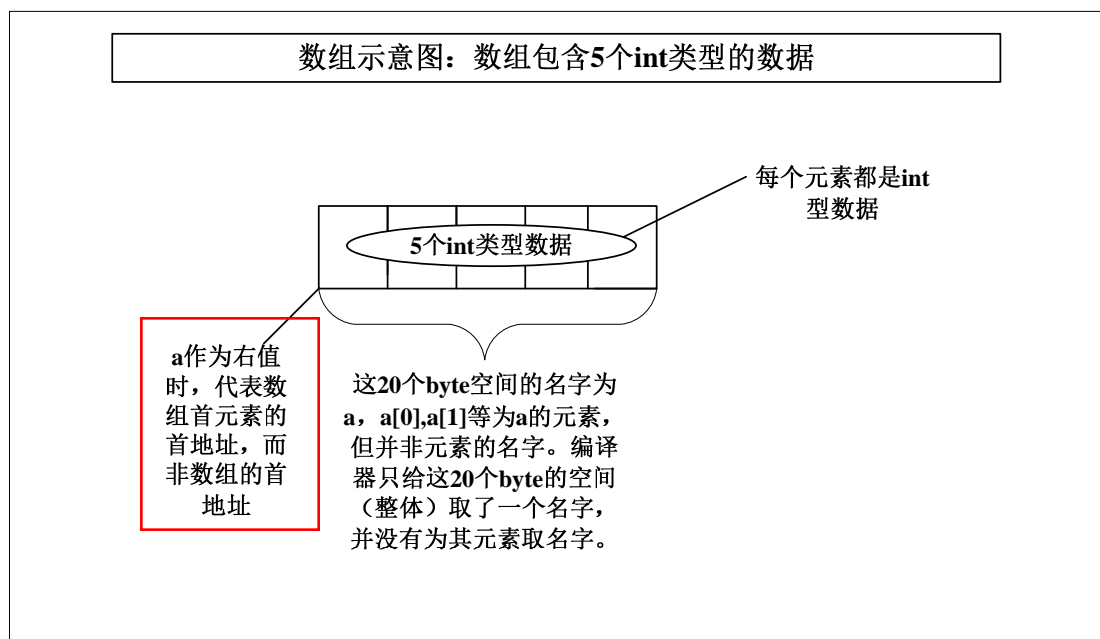 数组示意图：数组包含5个int类型的数据
每个元素都是int
型数据
5个int类型数据
a作为右值
时，代表数
组首元素的
首地址，而
非数组的首
地址
这20个byte空间的名字为
a，a[0],a[1]等为a的元素，
但并非元素的名字。编译
器只给这20个byte的空间
（整体）取了一个名字，
并没有为其元素取名字。